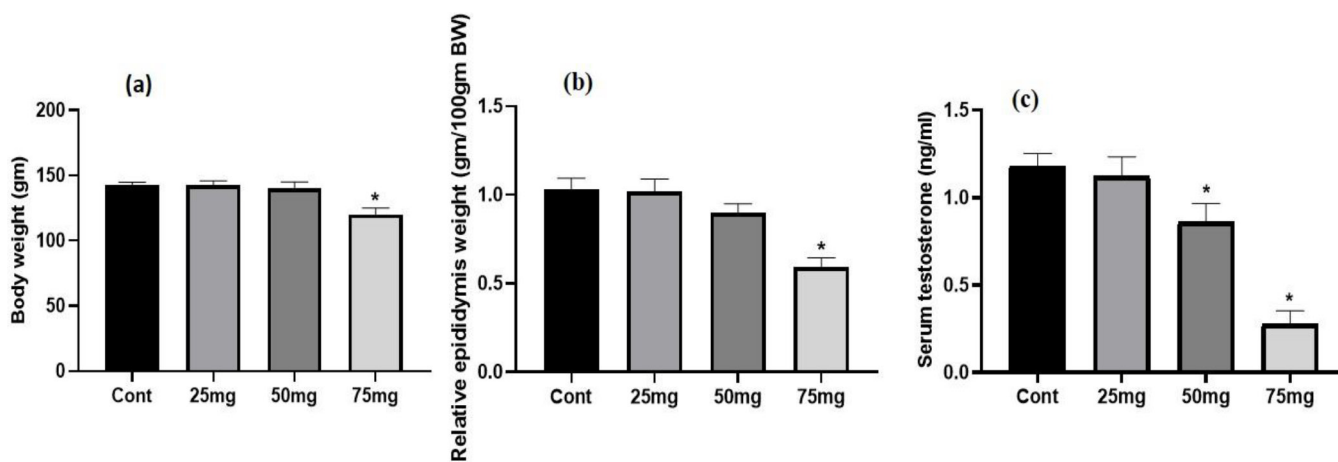 (a)
Body weight (gm)
200
150
100
50
0
*
Cont 25mg 50mg 75mg
(b)
Relative epididymis weight (gm/100gm BW)
1.5
1.0
0.5
0.0
*
Cont 25mg 50mg 75mg
(c)
Serum testosterone (ng/ml)
1.5
1.0
0.5
0.0
*
*
Cont 25mg 50mg 75mg